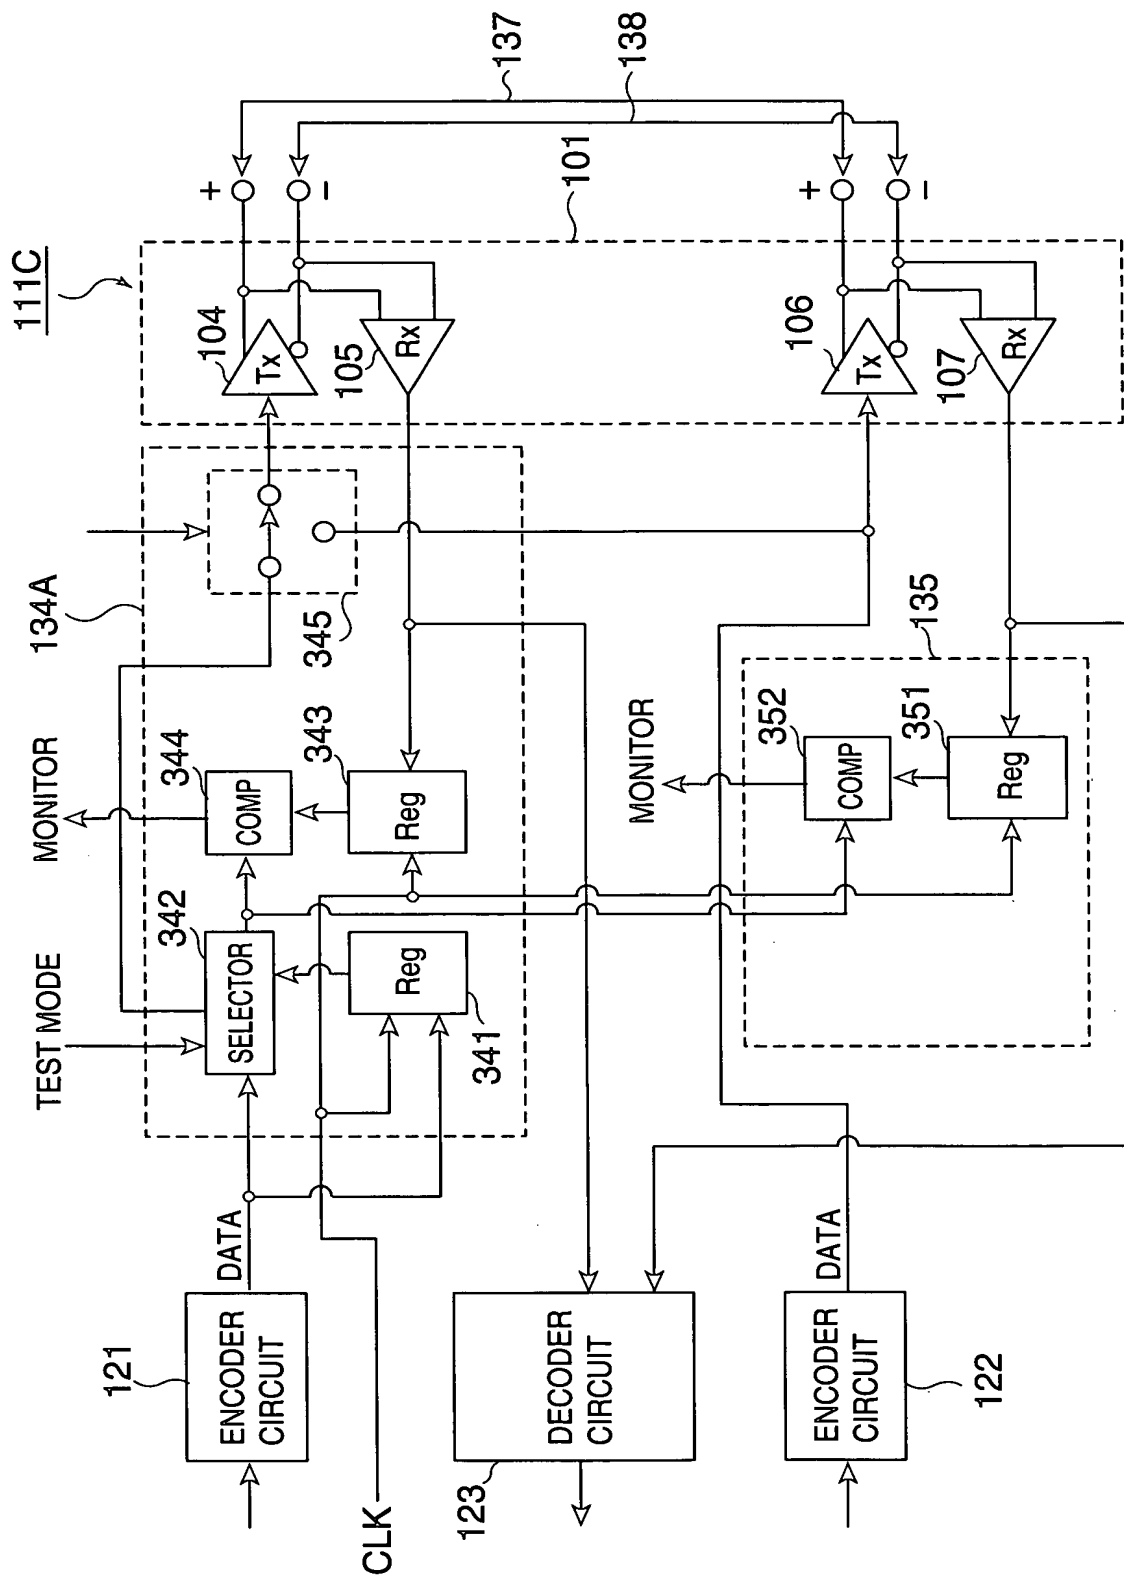 111C
137
138
101
+
-
+
-
104
Tx
105
Rx
106
Tx
107
Rx
134A
345
MONITOR
344
COMP
343
Reg
TEST MODE
342
SELECTOR
Reg
341
135
MONITOR
352
COMP
351
Reg
121
DATA
ENCODER
CIRCUIT
CLK
123
DECODER
CIRCUIT
DATA
ENCODER
CIRCUIT
122